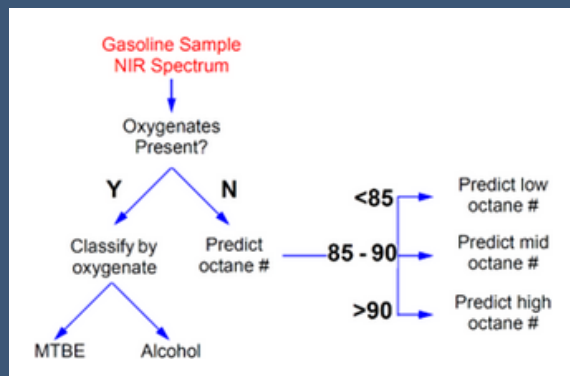 Gasoline Sample
NIR Spectrum
Oxygenates
Present?
Y
N
Classify by
oxygenate
Predict
octane #
MTBE
Alcohol
<85
85 - 90
>90
Predict low
octane #
Predict mid
octane #
Predict high
octane #